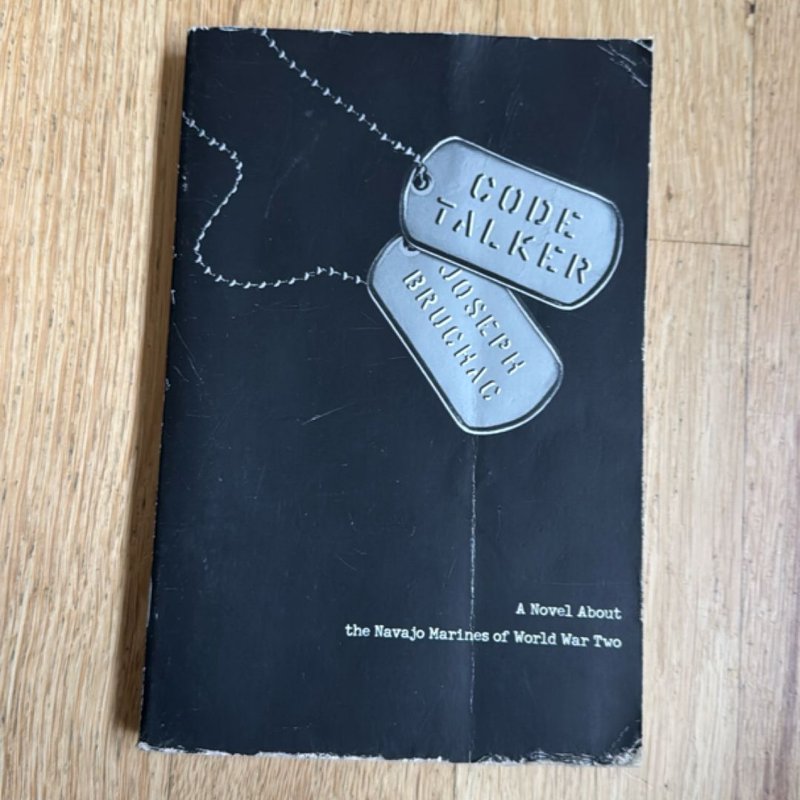 CODE
TALKER
JOSEPH
BRUCHAC
A Novel About
the Navajo Marines of World War Two